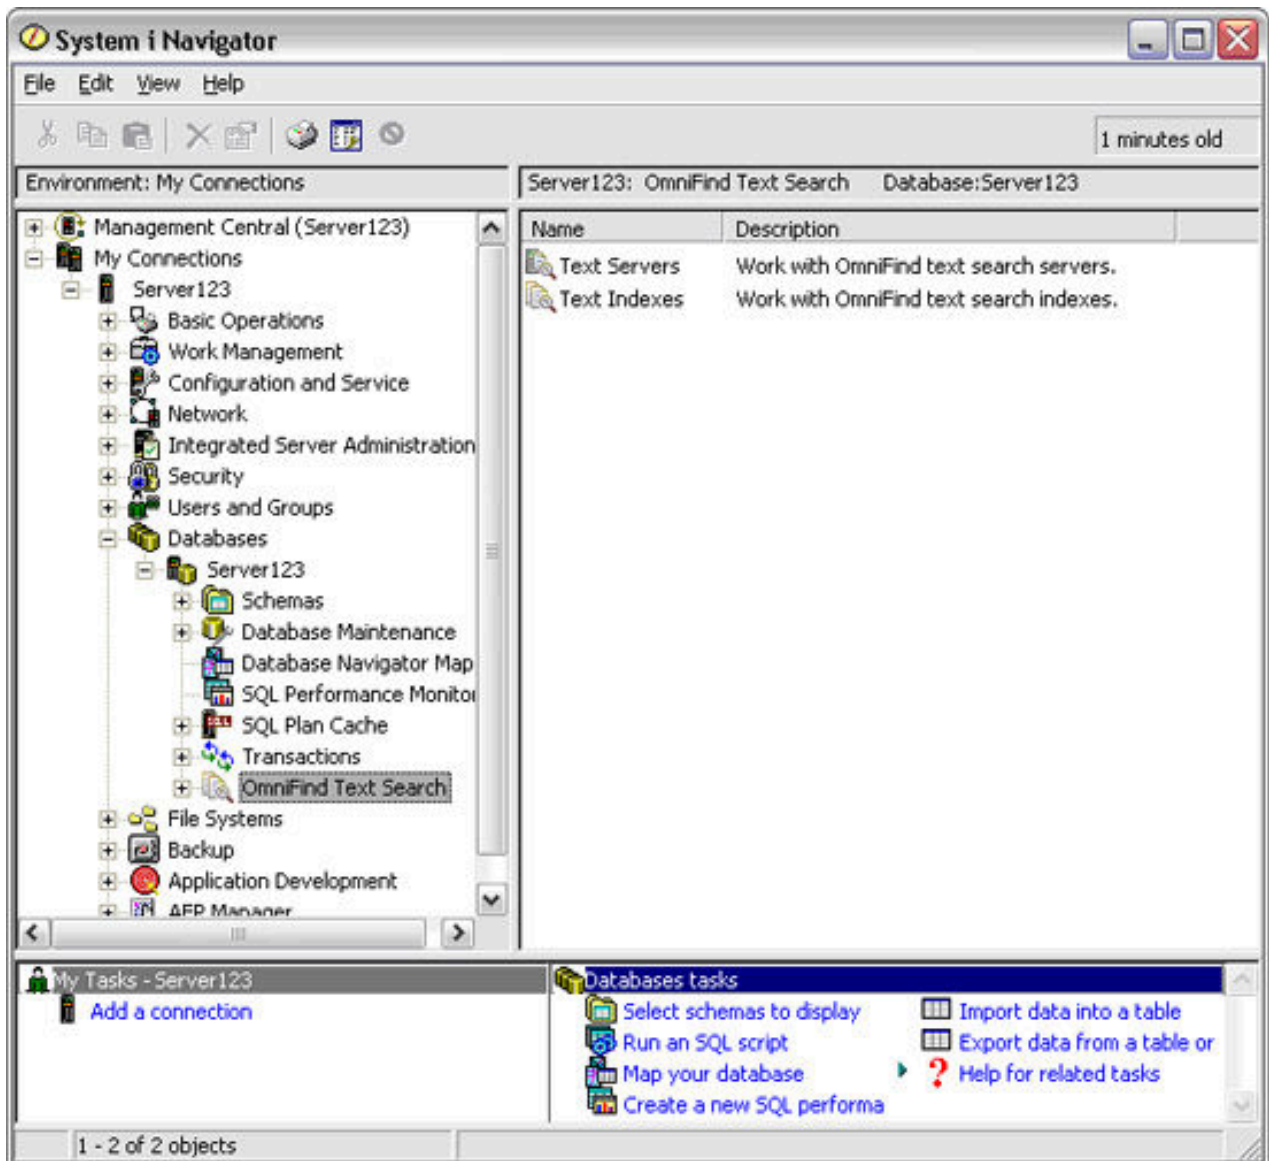 System i Navigator
File Edit View Help
1 minutes old
Environment: My Connections
Server123: OmniFind Text Search Database:Server123
Management Central (Server123)
My Connections
Server123
Basic Operations
Work Management
Configuration and Service
Network
Integrated Server Administration
Security
Users and Groups
Databases
Server123
Schemas
Database Maintenance
Database Navigator Map
SQL Performance Monitor
SQL Plan Cache
Transactions
OmniFind Text Search
File Systems
Backup
Application Development
AFP Manager
Name Description
Text Servers Work with OmniFind text search servers.
Text Indexes Work with OmniFind text search indexes.
My Tasks - Server123
Add a connection
Databases tasks
Select schemas to display
Run an SQL script
Map your database
Create a new SQL performa
Import data into a table
Export data from a table or
Help for related tasks
1 - 2 of 2 objects